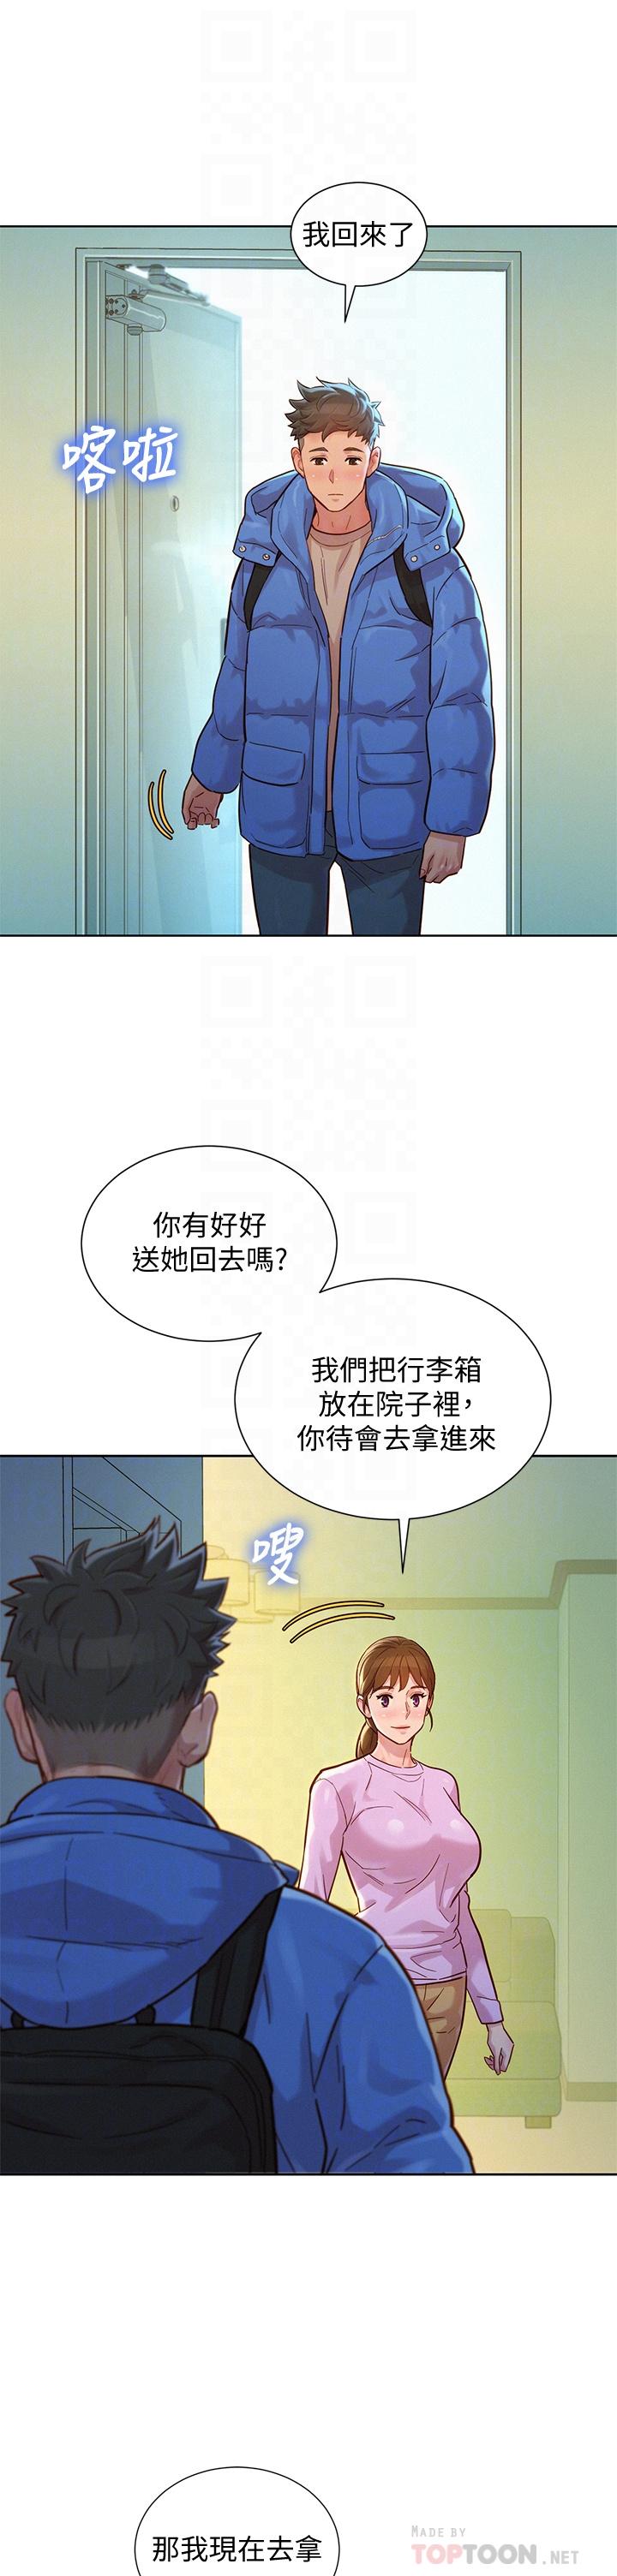 我回來了
喀啦
你有好好
送她回去嗎?
我們把行李箱
放在院子裡，
你待會去拿進來
嗖
那我現在去拿
MADE BY
TOPTOON.NET